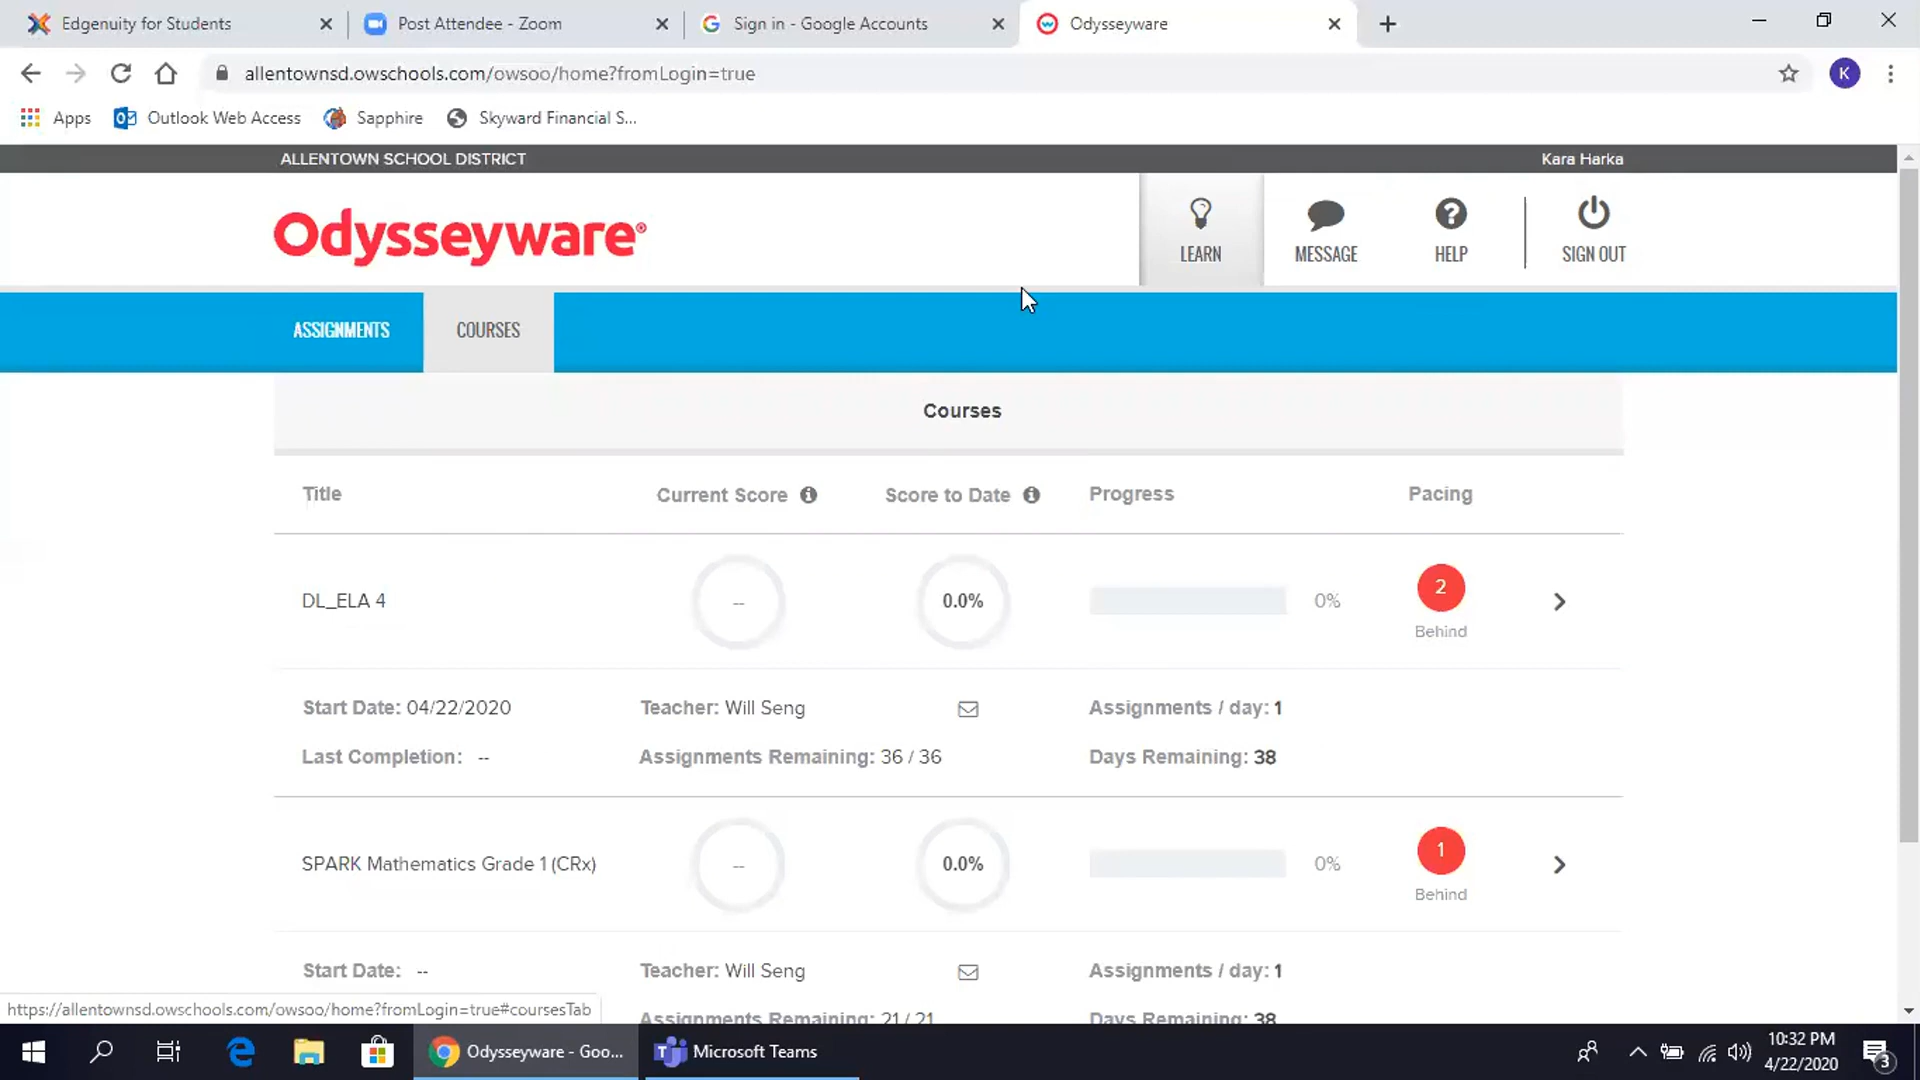 Edgenuity for Students
Post Attendee - Zoom
Sign in - Google Accounts
Odysseyware
allentownsd.owschools.com/owsoo/home?fromLogin=true
K
Apps
Outlook Web Access
Sapphire
Skyward Financial S...
ALLENTOWN SCHOOL DISTRICT
Kara Harka
Odysseyware®
LEARN
MESSAGE
HELP
SIGN OUT
ASSIGNMENTS
COURSES
Courses
Title
Current Score
Score to Date
Progress
Pacing
DL_ELA 4
--
0.0%
0%
2
Behind
Start Date: 04/22/2020
Teacher: Will Seng
Assignments / day: 1
Last Completion: --
Assignments Remaining: 36 / 36
Days Remaining: 38
SPARK Mathematics Grade 1 (CRx)
--
0.0%
0%
1
Behind
Start Date: --
Teacher: Will Seng
Assignments / day: 1
Assignments Remaining: 21 / 21
Days Remaining: 38
https://allentownsd.owschools.com/owsoo/home?fromLogin=true#coursesTab
Odysseyware - Goo...
Microsoft Teams
10:32 PM
4/22/2020
3